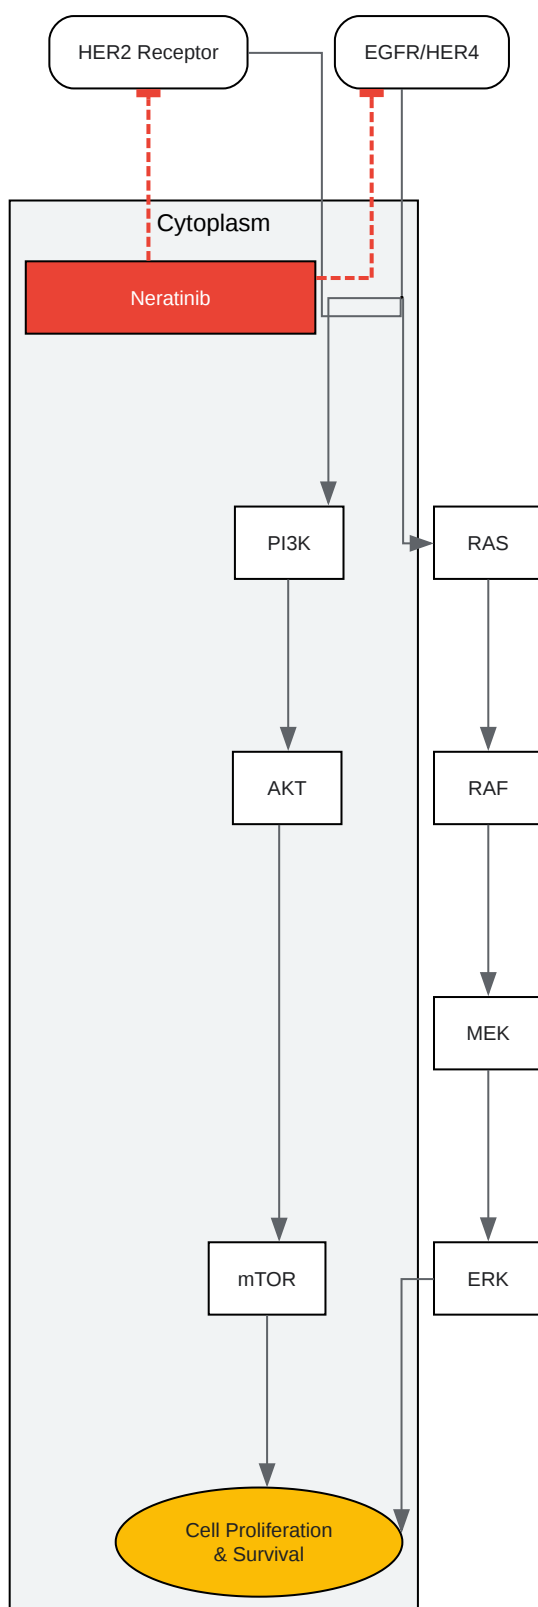 HER2 Receptor
EGFR/HER4
Cytoplasm
Neratinib
PI3K
RAS
AKT
RAF
MEK
mTOR
ERK
Cell Proliferation
& Survival